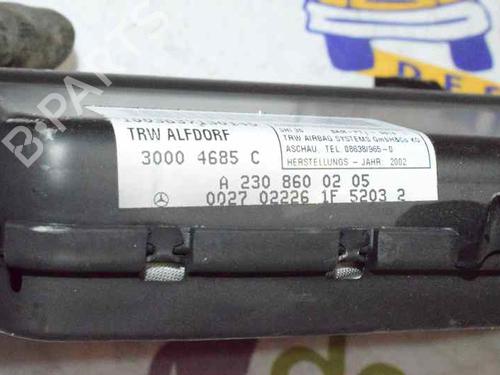 TRW ALFDORF
3000 4685 C
TRW AIRBAG SYSTEMS GMBH&Co KG
ASCHAU, TEL 08638/965-0
HERSTELLUNGS - JAHR 2002
A 230 860 02 05
0027 02226 1F 5203 2
B-PARTS